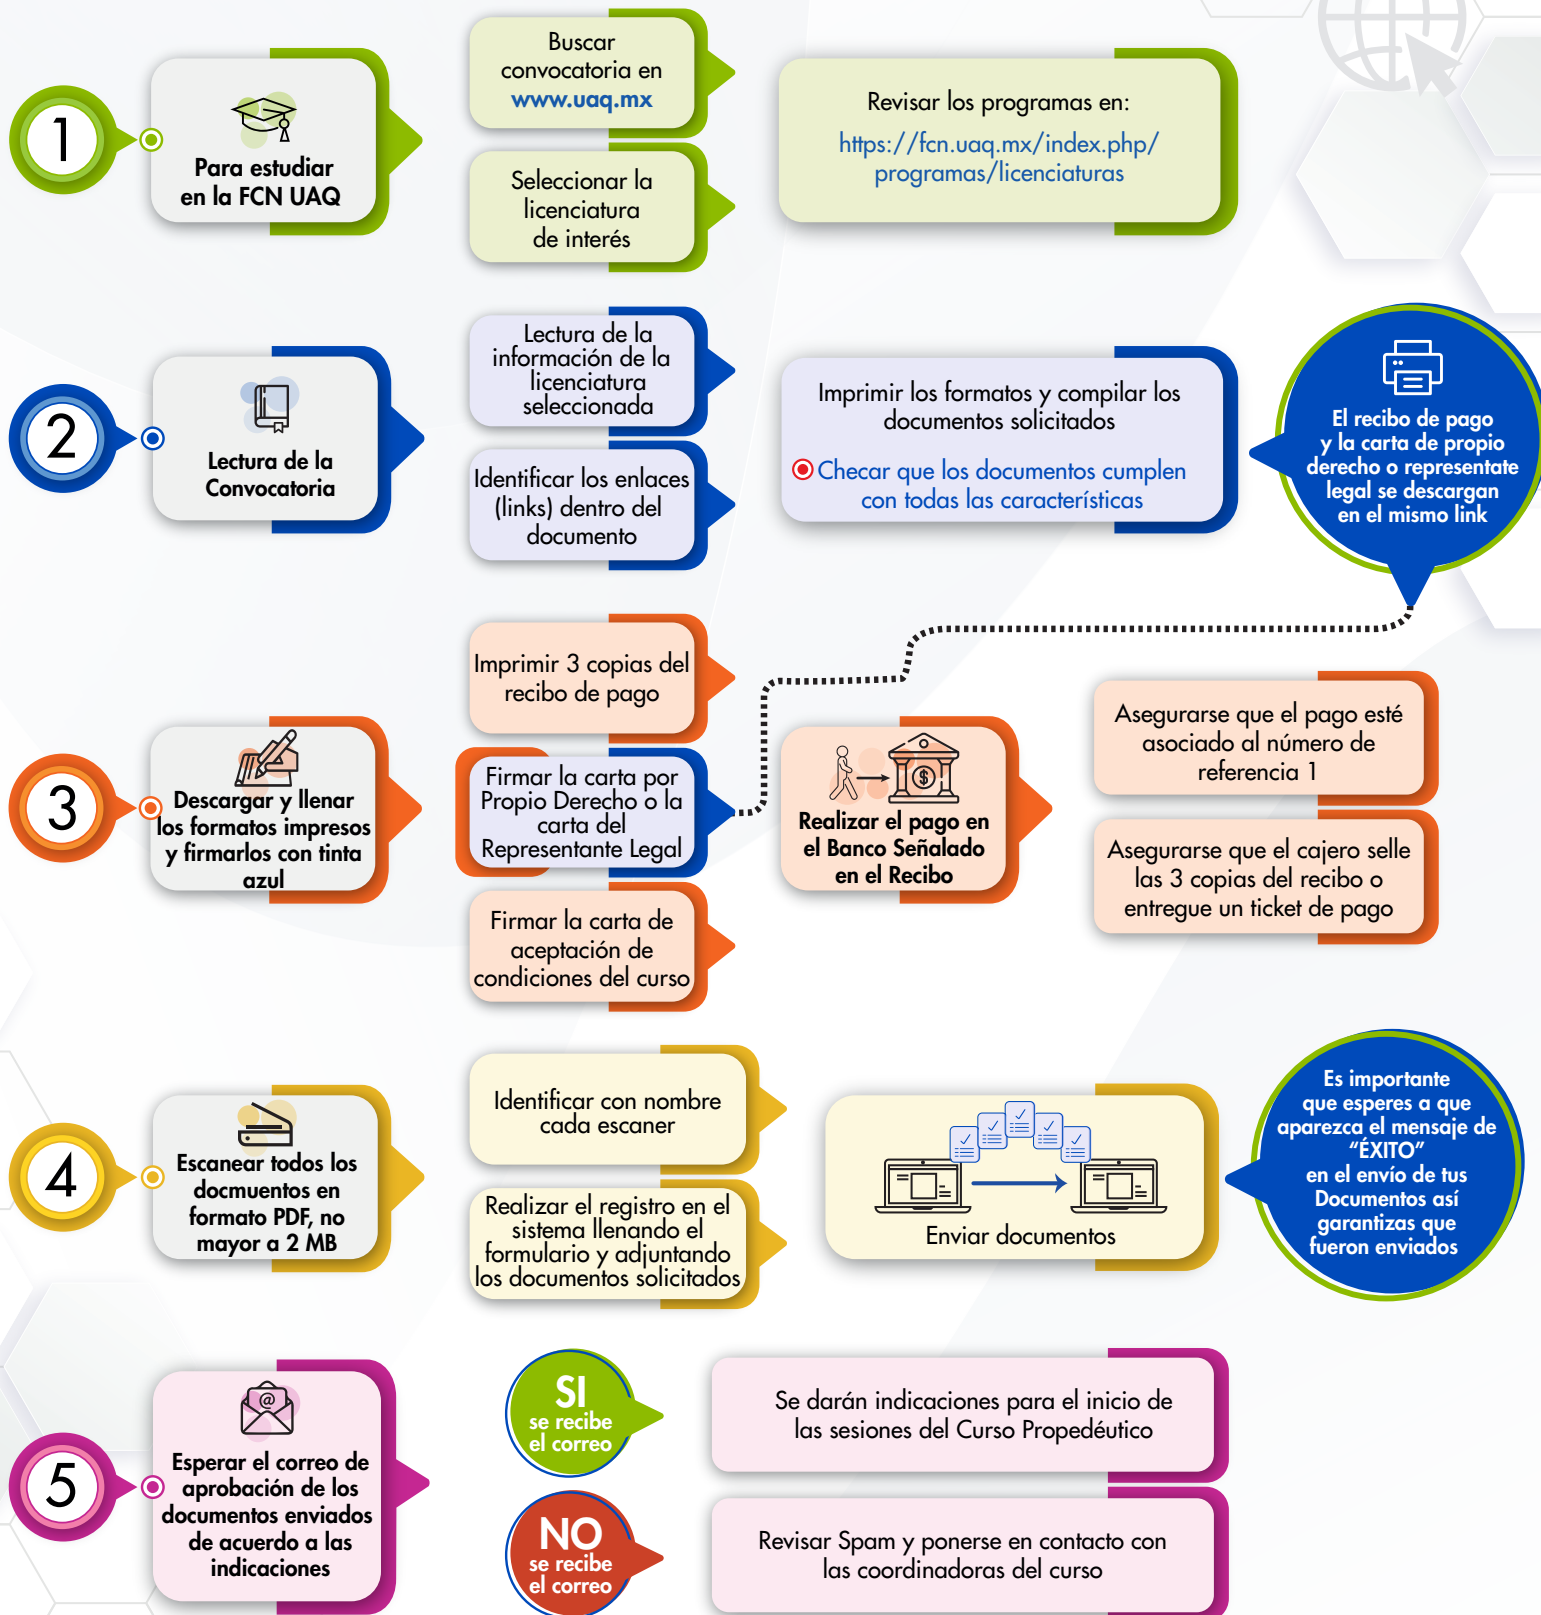 1
Para estudiar
en la FCN UAQ
Buscar
convocatoria en
www.uaq.mx
Seleccionar la
licenciatura
de interés
Revisar los programas en:
https://fcn.uaq.mx/index.php/
programas/licenciaturas
2
Lectura de la
Convocatoria
Lectura de la
información de la
licenciatura
seleccionada
Identificar los enlaces
(links) dentro del
documento
Imprimir los formatos y compilar los
documentos solicitados
Checar que los documentos cumplen
con todas las características
El recibo de pago
y la carta de propio
derecho o representate
legal se descargan
en el mismo link
3
Descargar y llenar
los formatos impresos
y firmarlos con tinta
azul
Imprimir 3 copias del
recibo de pago
Firmar la carta por
Propio Derecho o la
carta del
Representante Legal
Firmar la carta de
aceptación de
condiciones del curso
$
Realizar el pago en
el Banco Señalado
en el Recibo
Asegurarse que el pago esté
asociado al número de
referencia 1
Asegurarse que el cajero selle
las 3 copias del recibo o
entregue un ticket de pago
4
Escanear todos los
docmuentos en
formato PDF, no
mayor a 2 MB
Identificar con nombre
cada escaner
Realizar el registro en el
sistema llenando el
formulario y adjuntando
los documentos solicitados
Enviar documentos
Es importante
que esperes a que
aparezca el mensaje de
“ÉXITO”
en el envío de tus
Documentos así
garantizas que
fueron enviados
5
@
Esperar el correo de
aprobación de los
documentos enviados
de acuerdo a las
indicaciones
SI
se recibe
el correo
Se darán indicaciones para el inicio de
las sesiones del Curso Propedéutico
NO
se recibe
el correo
Revisar Spam y ponerse en contacto con
las coordinadoras del curso